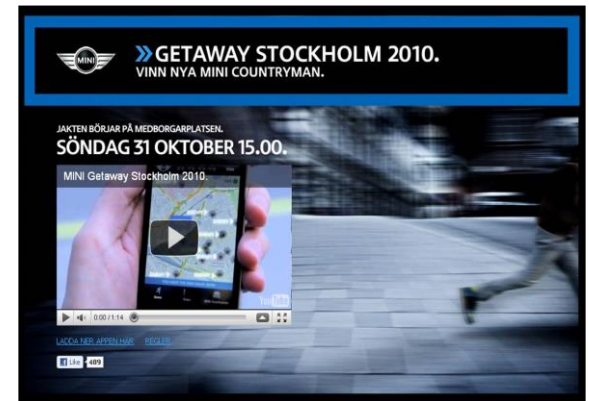 MINI
GETAWAY STOCKHOLM 2010.
VINN NYA MINI COUNTRYMAN.
JAKTEN BÖRJAR PÅ MEDBORGARPLATSEN.
SÖNDAG 31 OKTOBER 15.00.
MINI Getaway Stockholm 2010.
YouTube
0:00 / 1:14
LADDA NER APPEN HÄR REGLER
Like 489